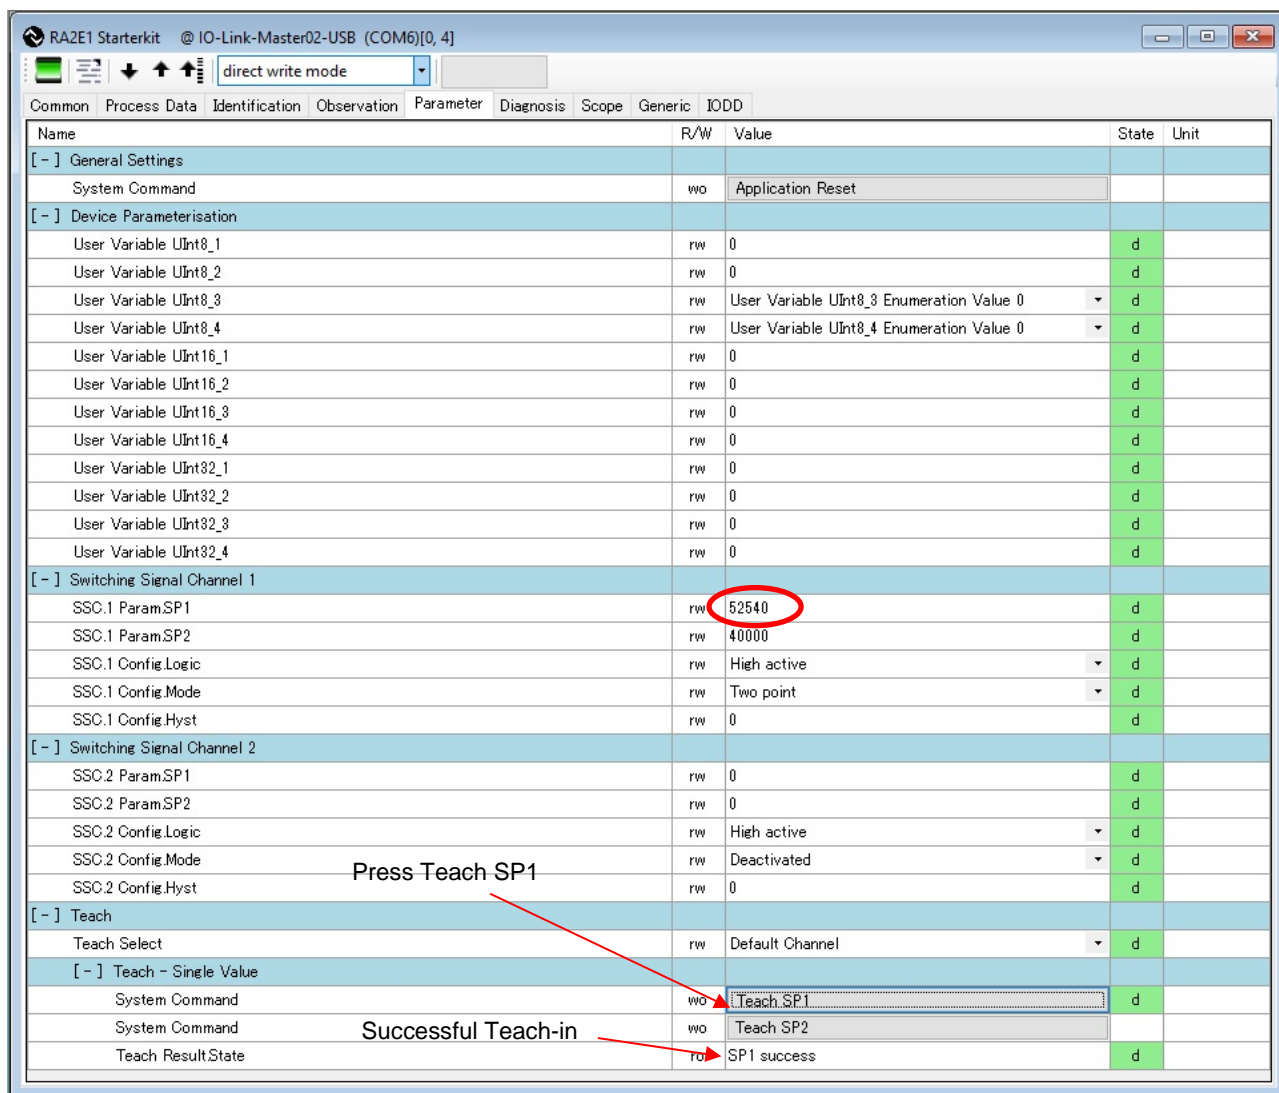 RA2E1 Starterkit @ IO-Link-Master02-USB (COM6)[0, 4]
direct write mode
Common Process Data Identification Observation Parameter Diagnosis Scope Generic IODD
Name R/W Value State Unit
[-] General Settings
System Command wo Application Reset
[-] Device Parameterisation
User Variable UInt8_1 rw 0 d
User Variable UInt8_2 rw 0 d
User Variable UInt8_3 rw User Variable UInt8_3 Enumeration Value 0 d
User Variable UInt8_4 rw User Variable UInt8_4 Enumeration Value 0 d
User Variable UInt16_1 rw 0 d
User Variable UInt16_2 rw 0 d
User Variable UInt16_3 rw 0 d
User Variable UInt16_4 rw 0 d
User Variable UInt32_1 rw 0 d
User Variable UInt32_2 rw 0 d
User Variable UInt32_3 rw 0 d
User Variable UInt32_4 rw 0 d
[-] Switching Signal Channel 1
SSC.1 Param.SP1 rw 52540 d
SSC.1 Param.SP2 rw 40000 d
SSC.1 Config.Logic rw High active d
SSC.1 Config.Mode rw Two point d
SSC.1 Config.Hyst rw 0 d
[-] Switching Signal Channel 2
SSC.2 Param.SP1 rw 0 d
SSC.2 Param.SP2 rw 0 d
SSC.2 Config.Logic rw High active d
SSC.2 Config.Mode rw Deactivated d
Press Teach SP1
SSC.2 Config.Hyst rw 0 d
[-] Teach
Teach Select rw Default Channel d
[-] Teach - Single Value
System Command wo Teach SP1 d
System Command wo Teach SP2
Successful Teach-in
Teach Result.State ro SP1 success d